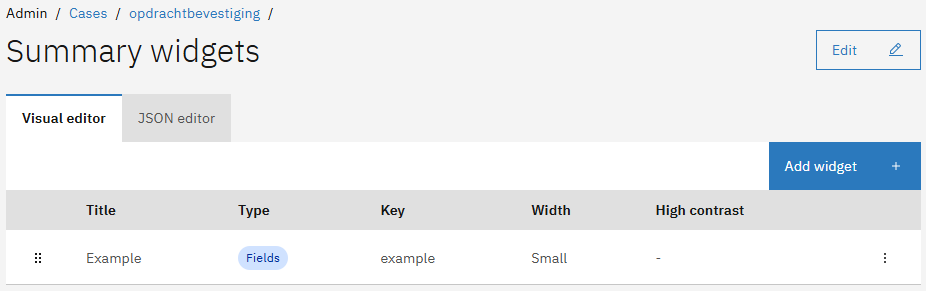 Admin / Cases / opdrachtbevestiging /
Summary widgets
Edit
Visual editor JSON editor
Add widget +
Title Type Key Width High contrast
Example Fields example Small -